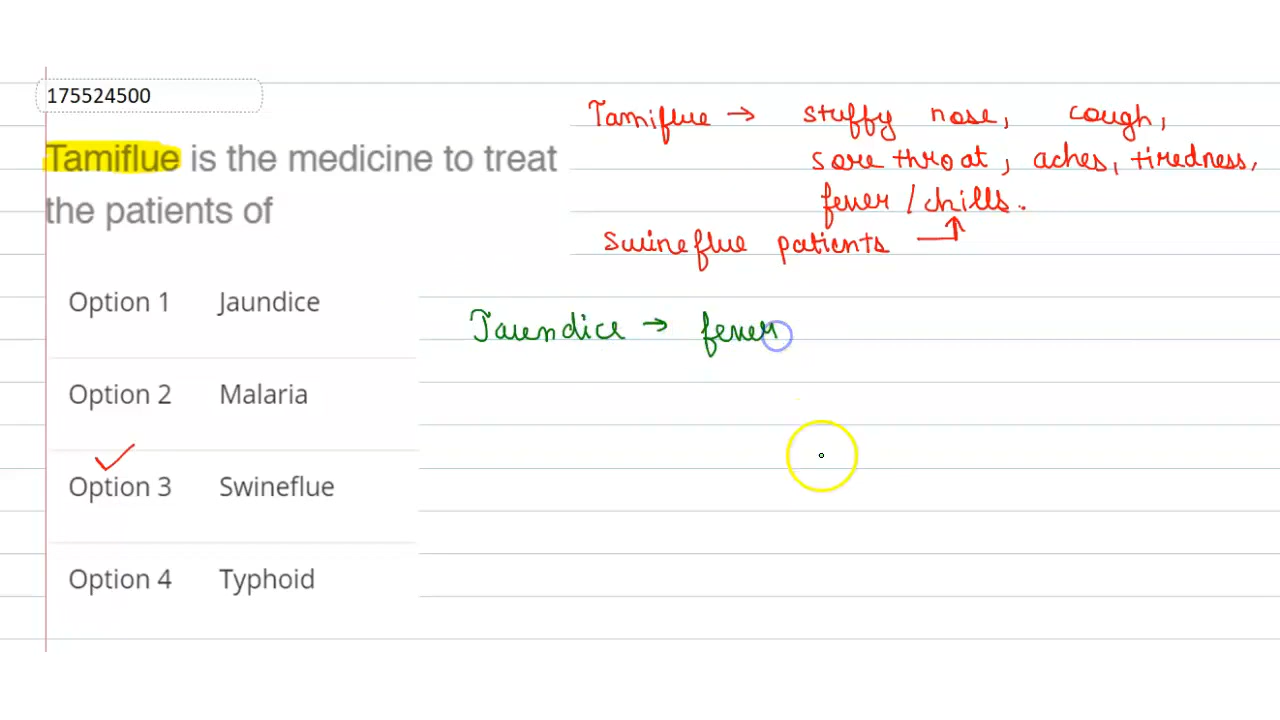 175524500
Tamiflue is the medicine to treat
the patients of
Option 1 Jaundice
Option 2 Malaria
Option 3 Swineflue
Option 4 Typhoid
Tamiflue → stuffy nose, cough,
sore throat, aches, tiredness,
fever / chills.
Swineflue patients
Jaundice → fever